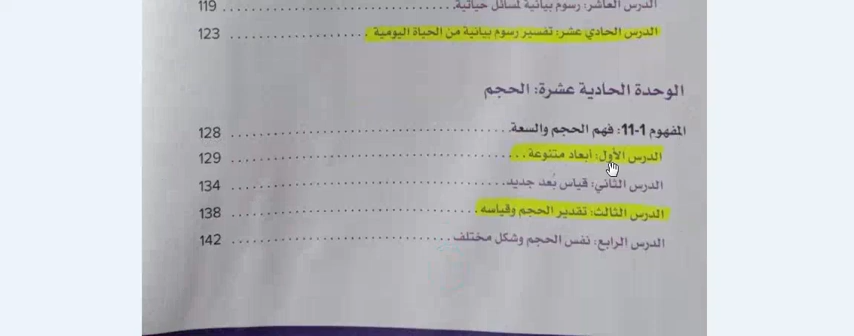 الدرس العاشر: رسوم بيانية لمسائل حياتية. 119
الدرس الحادي عشر: تفسير رسوم بيانية من الحياة اليومية 123
الوحدة الحادية عشرة: الحجم
المفهوم 1-11: فهم الحجم والسعة 128
الدرس الأول: أبعاد متنوعة 129
الدرس الثاني: قياس بُعد جديد 134
الدرس الثالث: تقدير الحجم وقياسه 138
الدرس الرابع: نفس الحجم وشكل مختلف 142